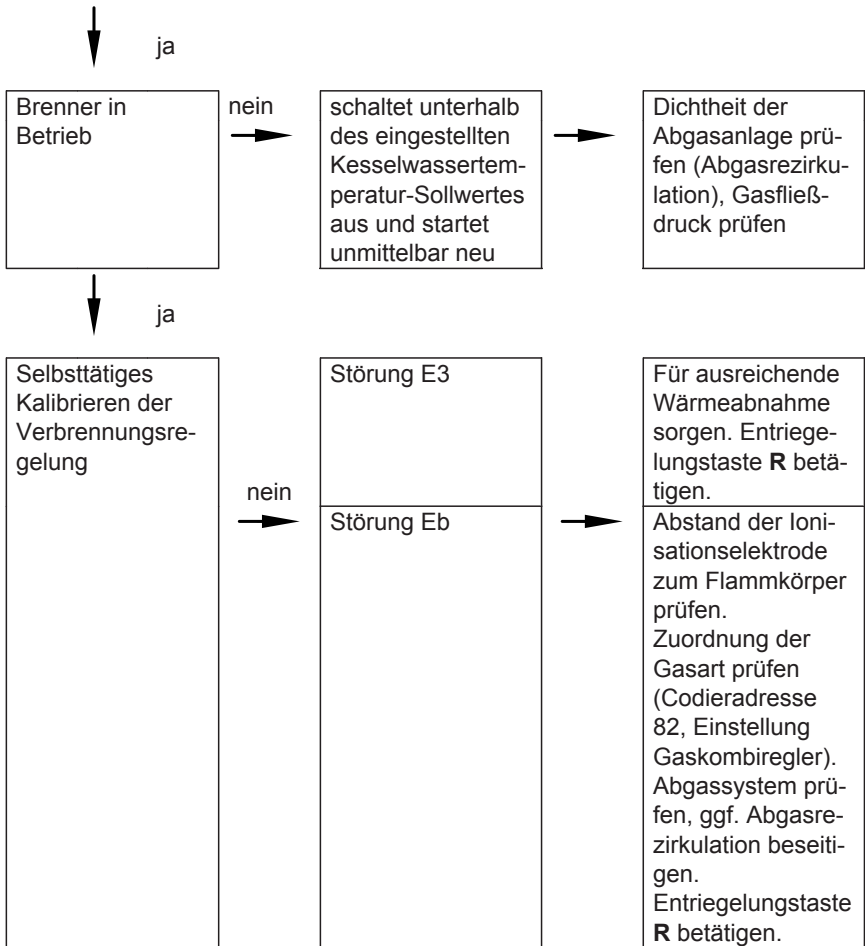 ja
Brenner in
Betrieb
nein
schaltet unterhalb
des eingestellten
Kesselwassertem-
peratur-Sollwertes
aus und startet
unmittelbar neu
Dichtheit der
Abgasanlage prü-
fen (Abgasrezirku-
lation), Gasfließ-
druck prüfen
ja
Selbsttätiges
Kalibrieren der
Verbrennungsre-
gelung
nein
Störung E3
Für ausreichende
Wärmeabnahme
sorgen. Entriege-
lungstaste R betä-
tigen.
Störung Eb
Abstand der Ioni-
sationselektrode
zum Flammkörper
prüfen.
Zuordnung der
Gasart prüfen
(Codieradresse
82, Einstellung
Gaskombiregler).
Abgassystem prü-
fen, ggf. Abgasre-
zirkulation beseiti-
gen.
Entriegelungstaste
R betätigen.